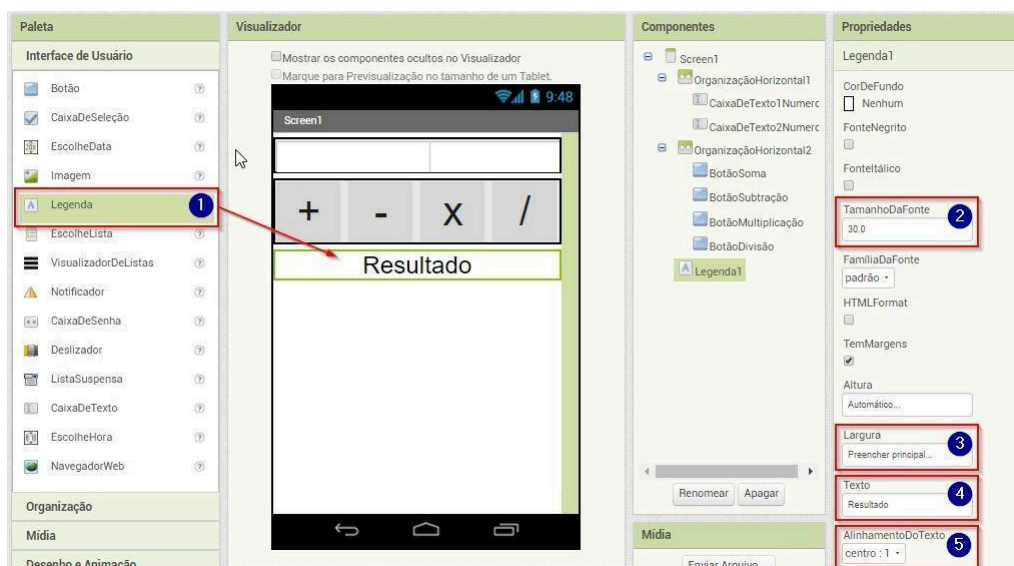 Paleta
Interface de Usuário
Botão
CaixaDeSeleção
EscolheData
Imagem
Legenda
1
EscolheLista
VisualizadorDeListas
Notificador
CaixaDeSenha
Deslizador
ListaSuspensa
CaixaDeTexto
EscolheHora
NavegadorWeb
Organização
Mídia
Desenho e Animação
Visualizador
Mostrar os componentes ocultos no Visualizador
Marque para Previsualização no tamanho de um Tablet.
9:48
Screen1
+ - X /
Resultado
Componentes
Screen1
OrganizaçãoHorizontal1
CaixaDeTexto1Numerc
CaixaDeTexto2Numerc
OrganizaçãoHorizontal2
BotãoSoma
BotãoSubtração
BotãoMultiplicação
BotãoDivisão
Legenda1
Renomear Apagar
Mídia
Enviar Arquivo...
Propriedades
Legenda1
CorDeFundo
Nenhum
FonteNegrito
FonteItálico
TamanhoDaFonte
30.0
2
FamíliaDaFonte
padrão
HTMLFormat
TemMargens
Altura
Automático...
Largura
Preencher principal...
3
Texto
Resultado
4
AlinhamentoDoTexto
centro : 1
5